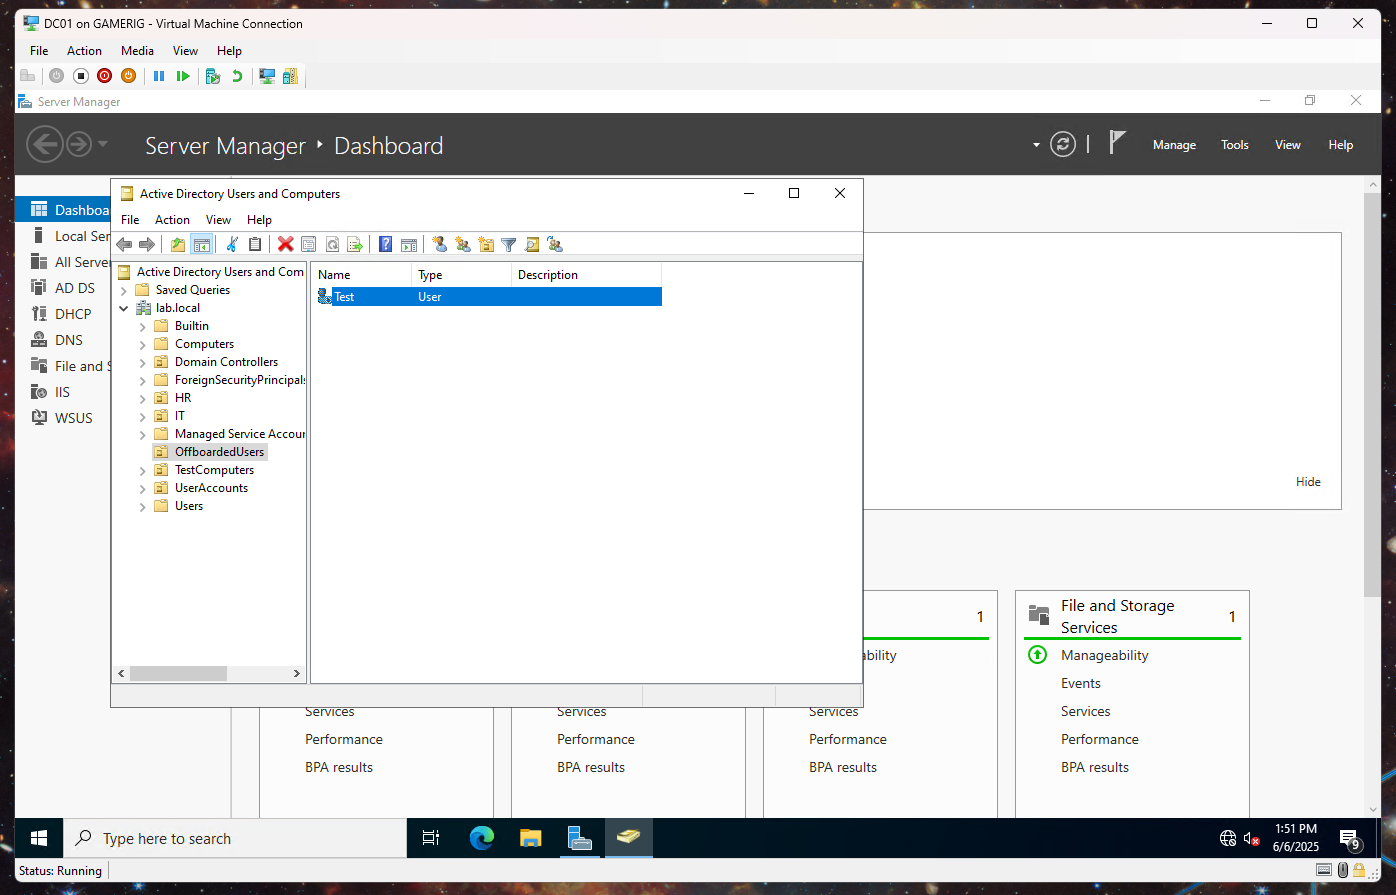 DC01 on GAMERIG - Virtual Machine Connection
File Action Media View Help
Server Manager
Server Manager Dashboard
Manage Tools View Help
Dashboa
Local Ser
All Server
AD DS
DHCP
DNS
File and S
IIS
WSUS
Active Directory Users and Computers
File Action View Help
Active Directory Users and Com
Saved Queries
lab.local
Builtin
Computers
Domain Controllers
ForeignSecurityPrincipals
HR
IT
Managed Service Accour
OffboardedUsers
TestComputers
UserAccounts
Users
Name Type Description
Test User
Hide
Services
Performance
BPA results
Services
Performance
BPA results
1
ability
Services
Performance
BPA results
File and Storage
Services
1
Manageability
Events
Services
Performance
BPA results
Type here to search
1:51 PM
6/6/2025
9
Status: Running